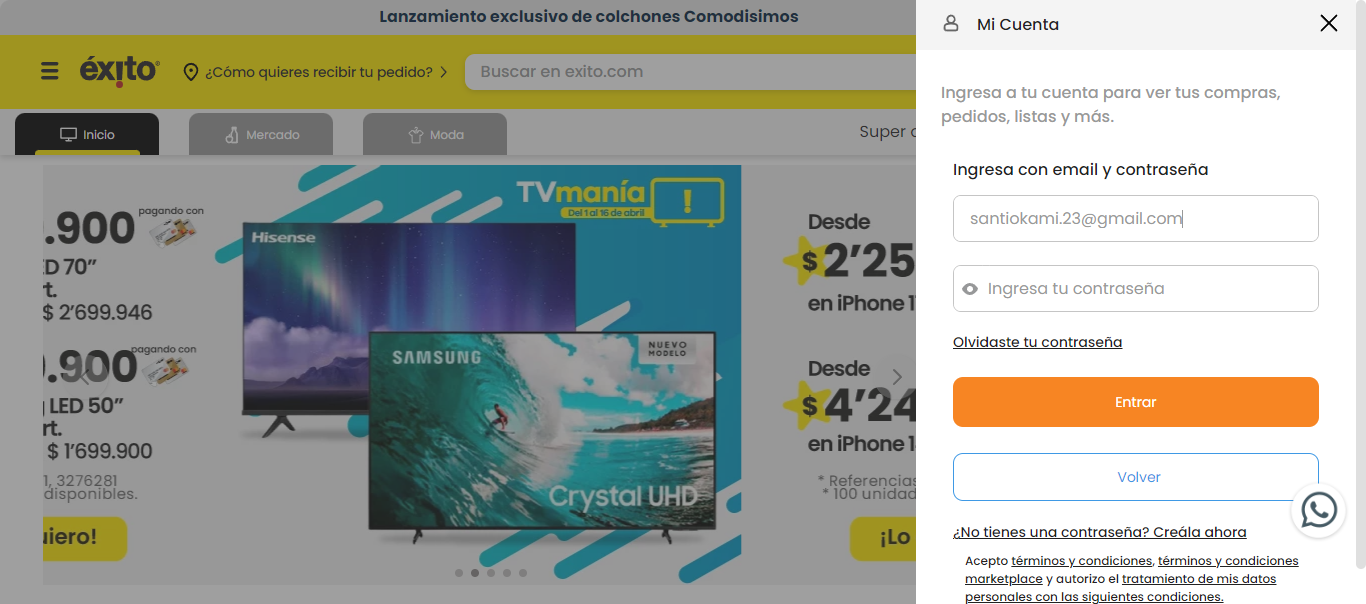 Lanzamiento exclusivo de colchones Comodisimos
éxito
¿Cómo quieres recibir tu pedido?
Buscar en exito.com
Inicio
Mercado
Moda
Super
.900
pagando con
ED 70”
rt.
$ 2’699.946
0.900
pagando con
LED 50”
rt.
$ 1’699.900
1, 3276281
disponibles.
uiero!
TVmanía
Del 1 al 16 de abril
Hisense
SAMSUNG
NUEVO
MODELO
Crystal UHD
Desde
$ 2’25
en iPhone 1
Desde
$ 4’24
en iPhone 1
* Referencias
* 100 unidad
¡Lo
Mi Cuenta
Ingresa a tu cuenta para ver tus compras,
pedidos, listas y más.
Ingresa con email y contraseña
santiokami.23@gmail.com
Ingresa tu contraseña
Olvidaste tu contraseña
Entrar
Volver
¿No tienes una contraseña? Creála ahora
Acepto términos y condiciones, términos y condiciones
marketplace y autorizo el tratamiento de mis datos
personales con las siguientes condiciones.